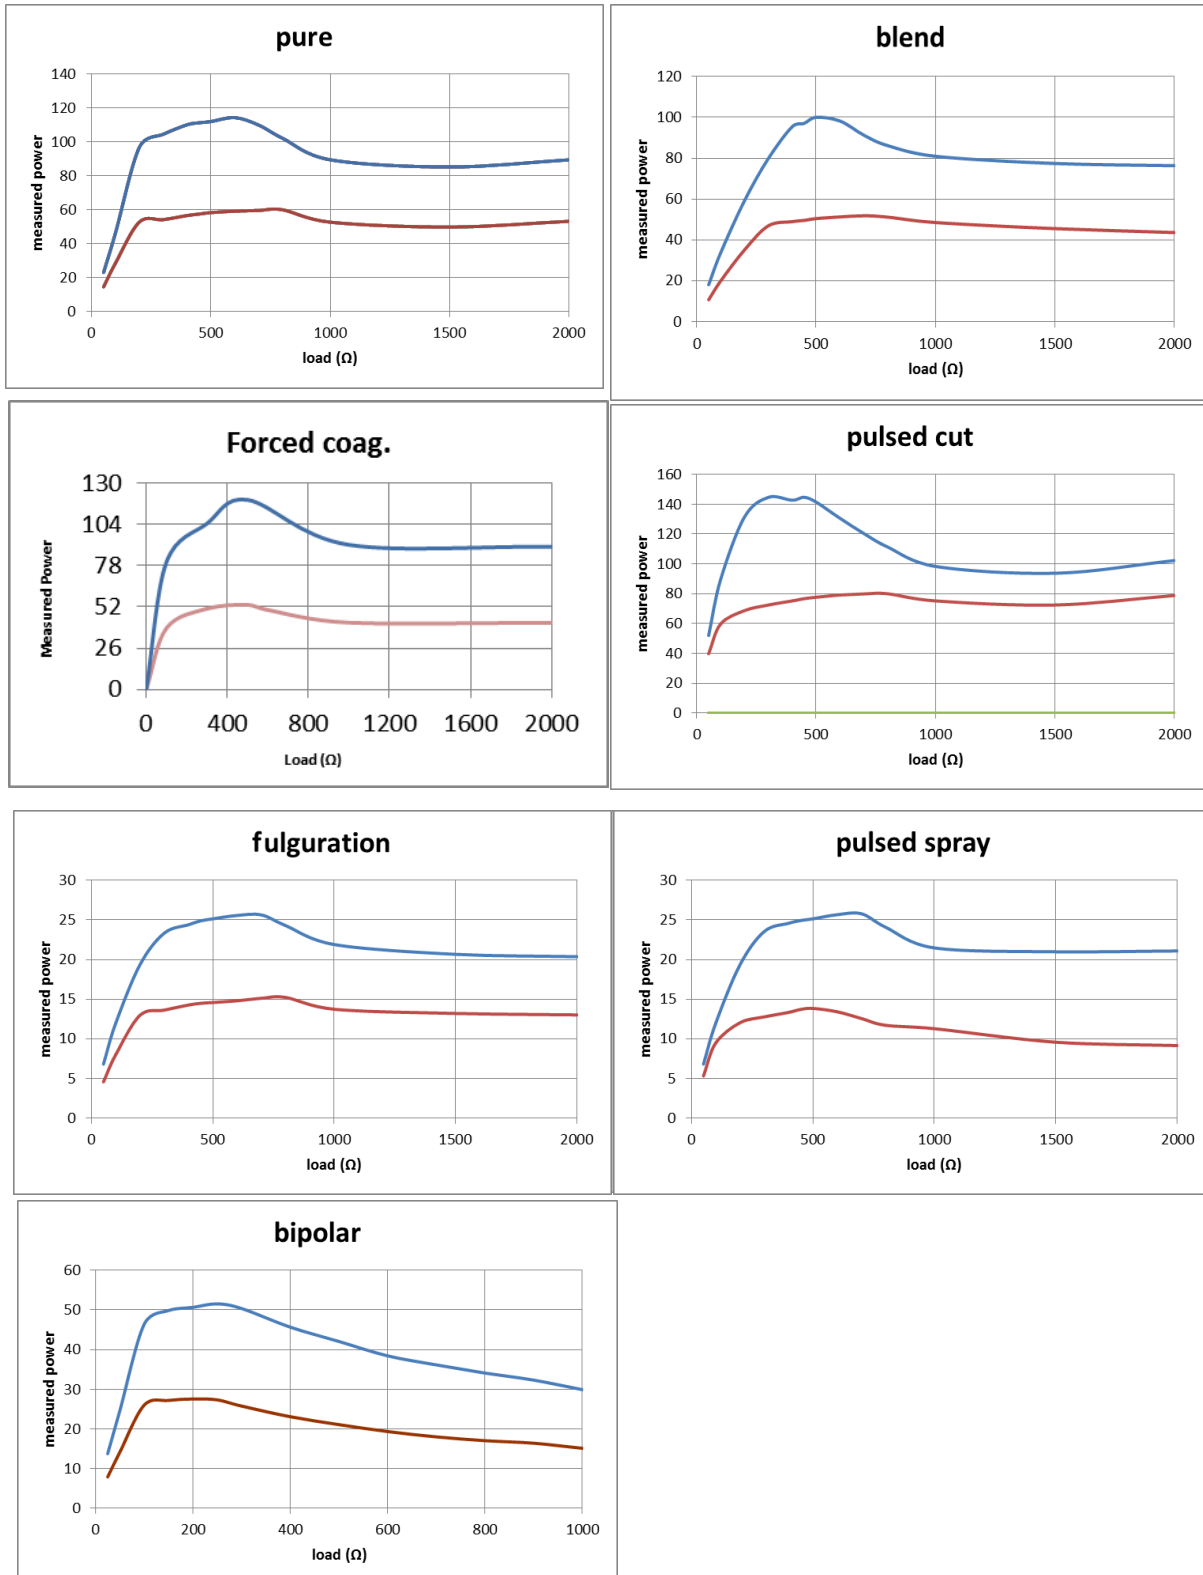 pure
140
120
100
80
60
40
20
0
measured power
0 500 1000 1500 2000
load (Ω)
blend
120
100
80
60
40
20
0
measured power
0 500 1000 1500 2000
load (Ω)
Forced coag.
130
104
78
52
26
0
Measured Power
0 400 800 1200 1600 2000
Load (Ω)
pulsed cut
160
140
120
100
80
60
40
20
0
measured power
0 500 1000 1500 2000
load (Ω)
fulguration
30
25
20
15
10
5
0
measured power
0 500 1000 1500 2000
load (Ω)
pulsed spray
30
25
20
15
10
5
0
measured power
0 500 1000 1500 2000
load (Ω)
bipolar
60
50
40
30
20
10
0
measured power
0 200 400 600 800 1000
load (Ω)